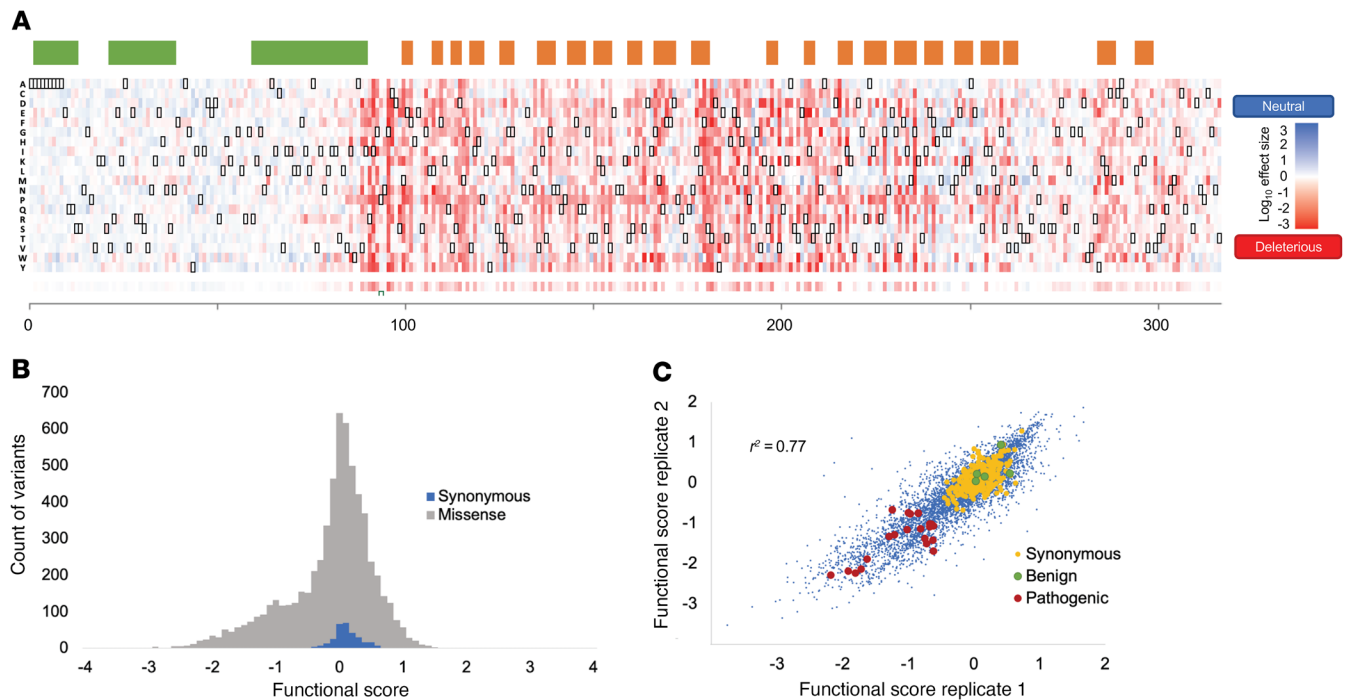 A
A
C
D
E
F
G
H
I
K
L
M
N
P
Q
R
S
T
V
W
Y
Neutral
3
2
1
0
-1
-2
-3
Log10 effect size
Deleterious
0 100 200 300
B
700
600
500
400
300
200
100
0
Count of variants
Synonymous
Missense
-4 -3 -2 -1 0 1 2 3 4
Functional score
C
2
1
0
-1
-2
-3
Functional score replicate 2
r² = 0.77
Synonymous
Benign
Pathogenic
-3 -2 -1 0 1 2
Functional score replicate 1